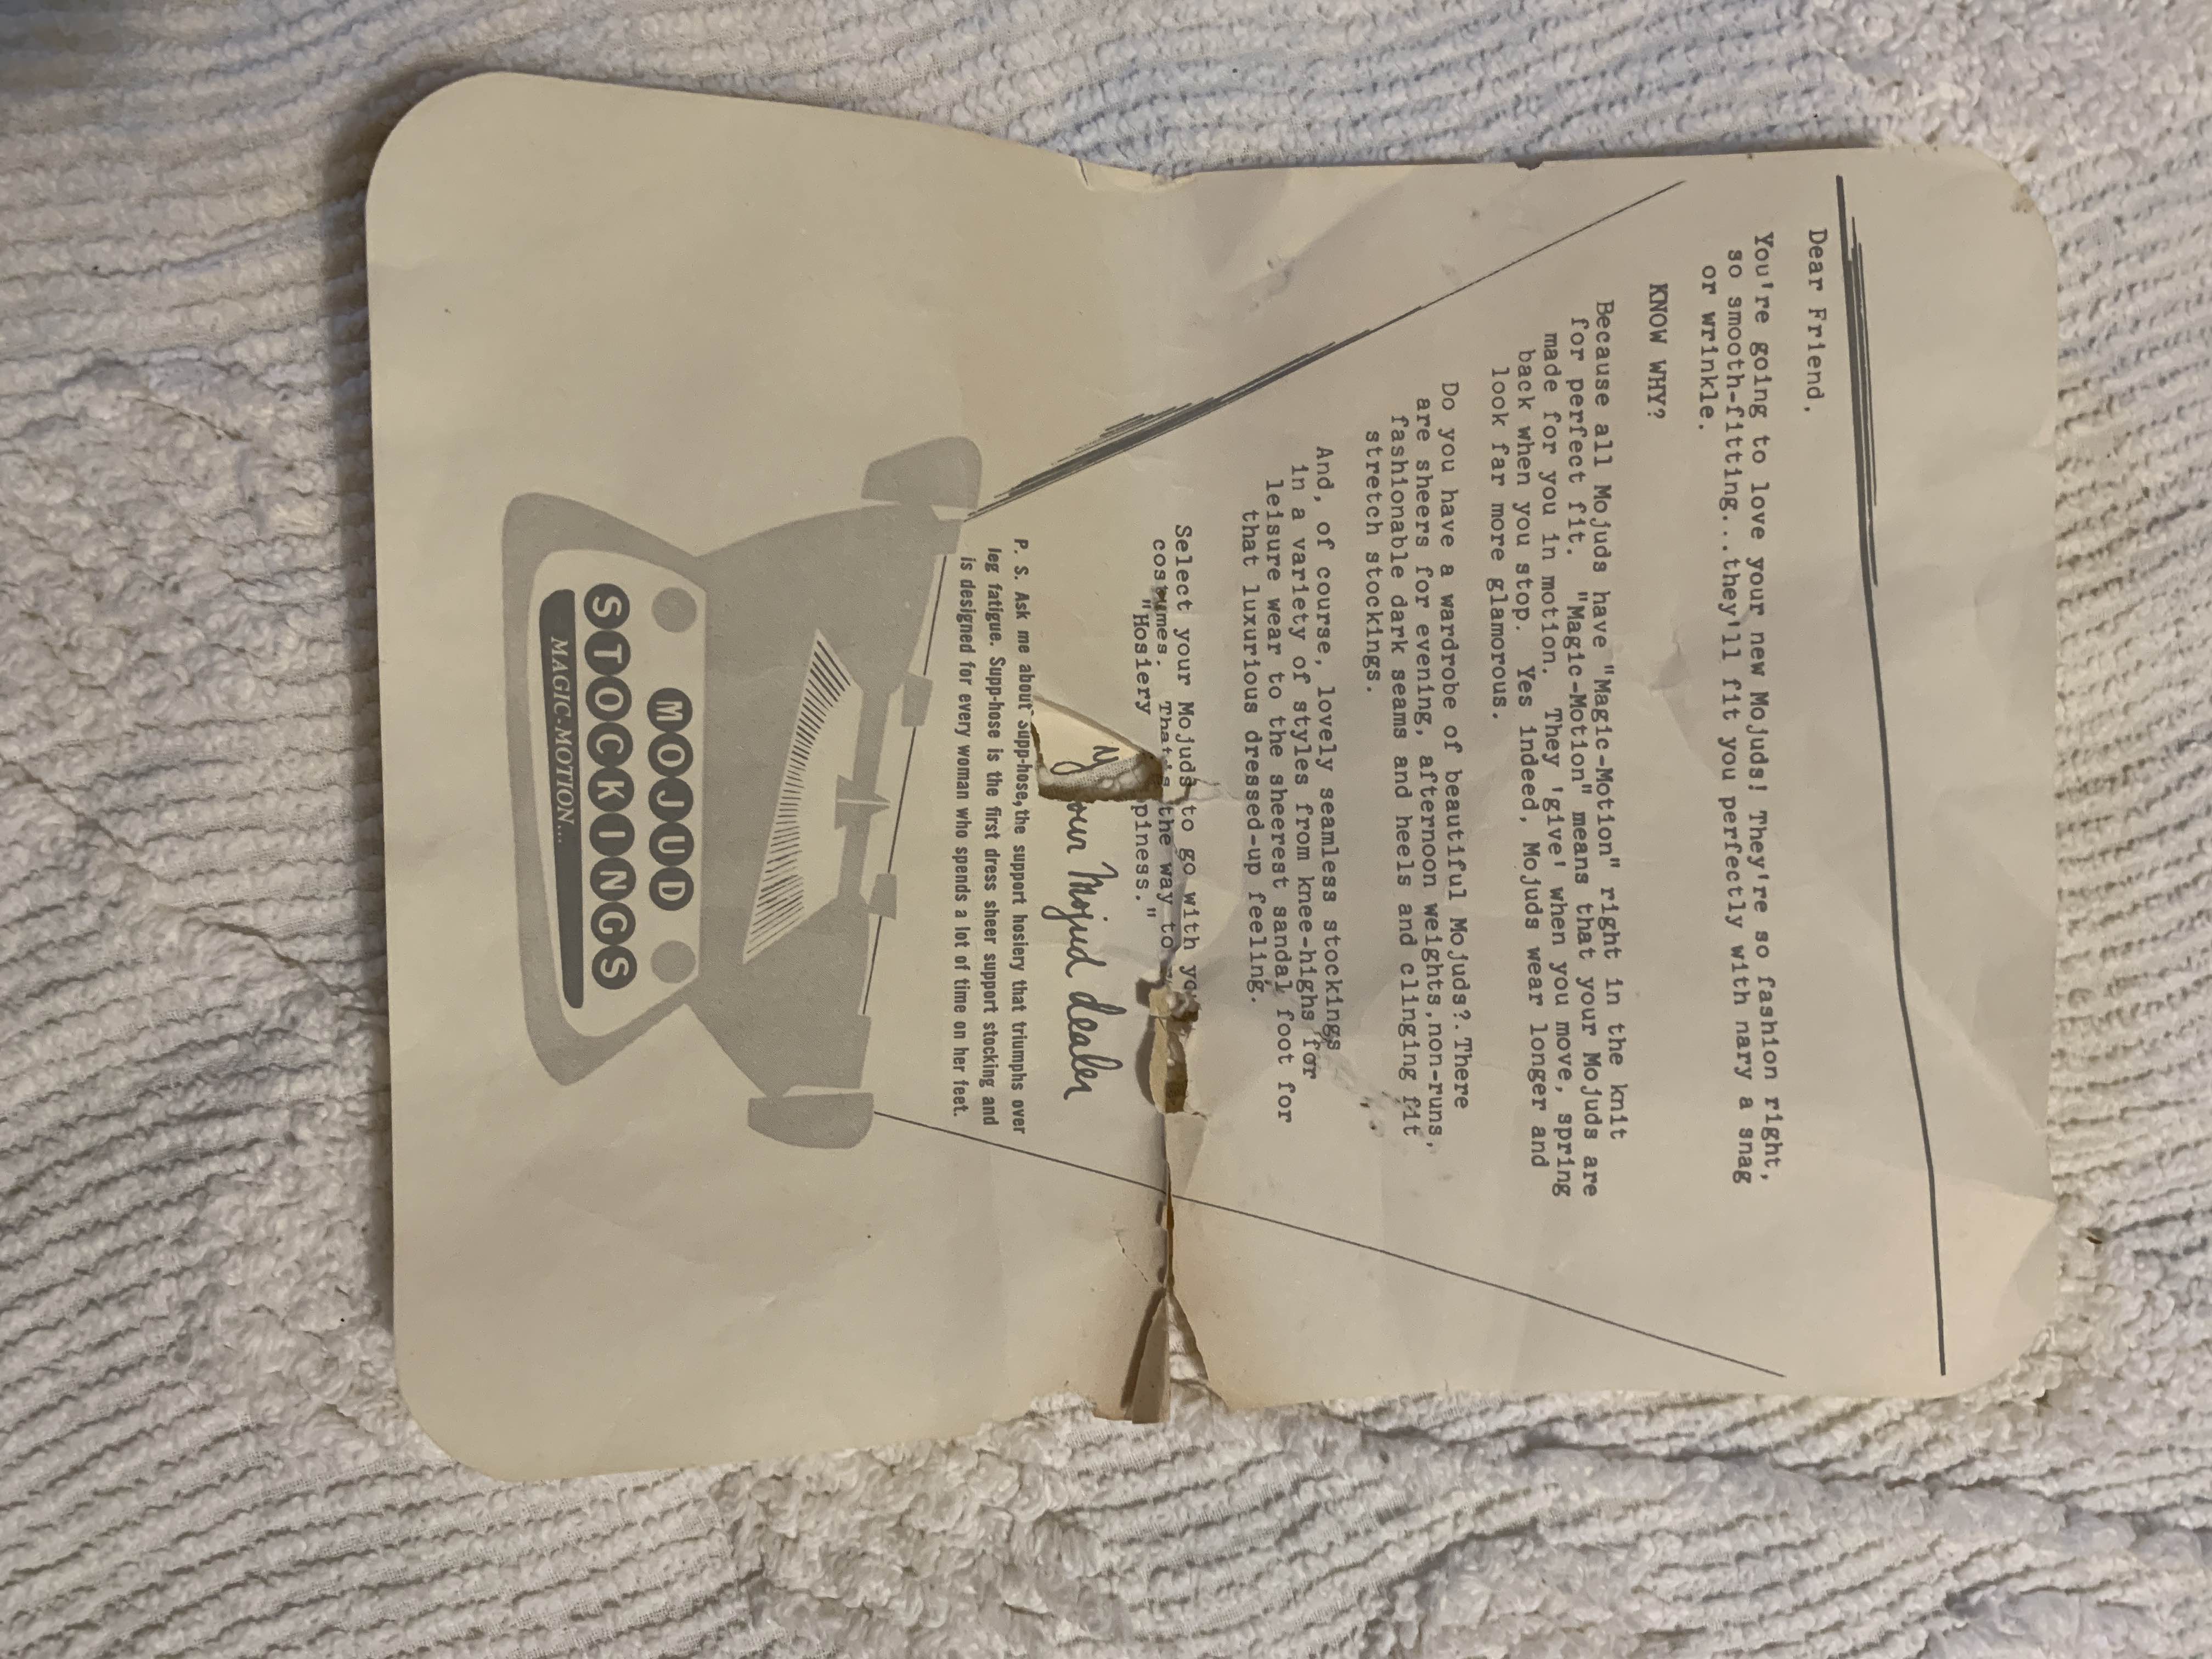 Dear Friend,
You're going to love your new Mojuds! They're so fashion right,
so smooth-fitting...they'll fit you perfectly with nary a snag
or wrinkle.
KNOW WHY?
Because all Mojuds have "Magic-Motion" right in the knit
for perfect fit. "Magic-Motion" means that your Mojuds are
made for you in motion. They 'give' when you move, spring
back when you stop. Yes indeed, Mojuds wear longer and
look far more glamorous.
Do you have a wardrobe of beautiful Mojuds?.There
are sheers for evening, afternoon weights,non-runs,
fashionable dark seams and heels and clinging fit
stretch stockings.
And, of course, lovely seamless stockings
in a variety of styles from knee-highs for
leisure wear to the sheerest sandal foot for
that luxurious dressed-up feeling.
Select your Mojuds to go with
costumes. That's the way to
"Hosiery piness."
your Mojud dealer
P. S. Ask me about Supp-hose, the support hosiery that triumphs over
leg fatigue. Supp-hose is the first dress sheer support stocking and
is designed for every woman who spends a lot of time on her feet.
MOJUD
STOCKINGS
MAGIC-MOTION....